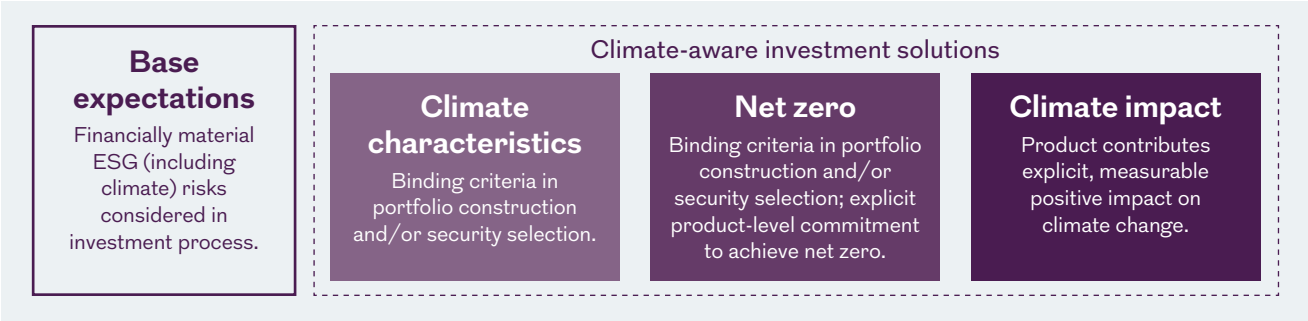 Base
expectations
Financially material
ESG (including
climate) risks
considered in
investment process.
Climate-aware investment solutions
Climate
characteristics
Binding criteria in
portfolio construction
and/or security selection.
Net zero
Binding criteria in portfolio
construction and/or
security selection; explicit
product-level commitment
to achieve net zero.
Climate impact
Product contributes
explicit, measurable
positive impact on
climate change.